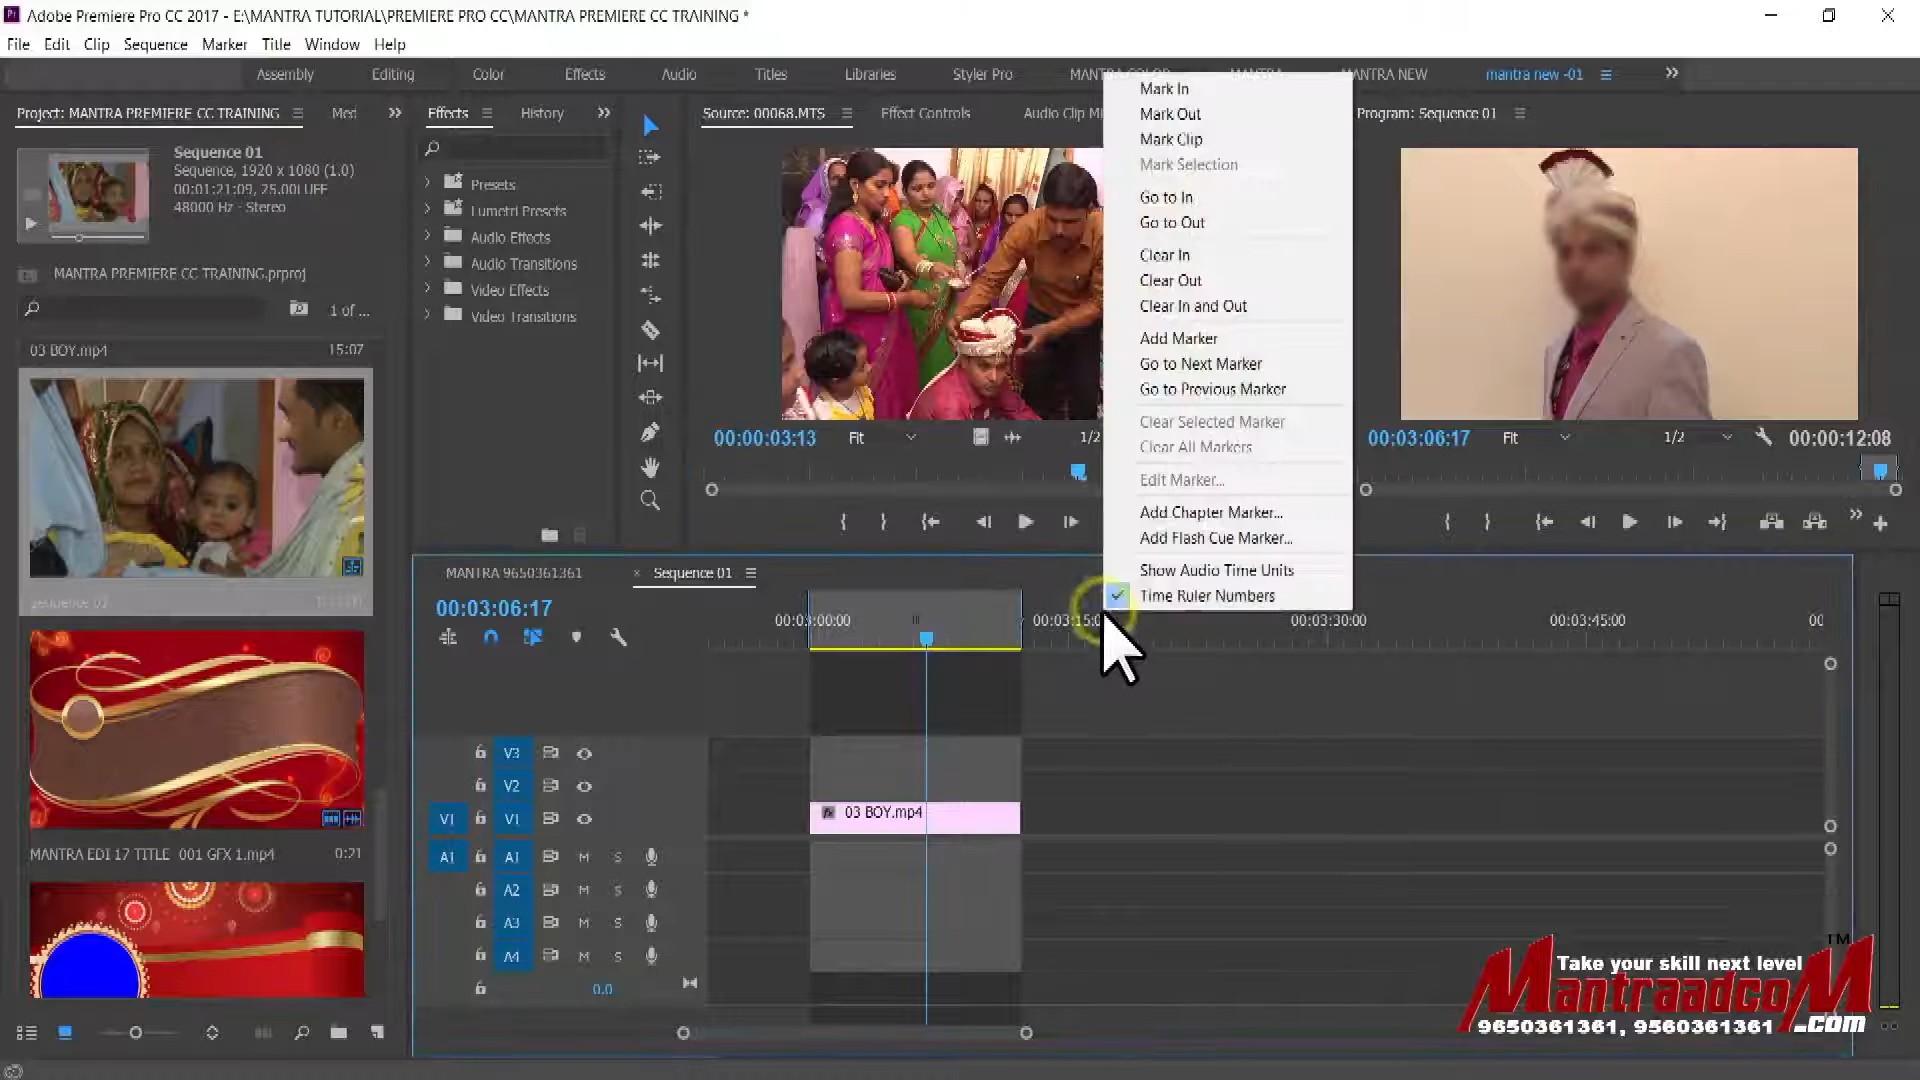 Adobe Premiere Pro CC 2017 - E:\MANTRA TUTORIAL\PREMIERE PRO CC\MANTRA PREMIERE CC TRAINING *
File Edit Clip Sequence Marker Title Window Help
Assembly Editing Color Effects Audio Titles Libraries Styler Pro MANTRA COLOR MANTRA MANTRA NEW mantra new -01
Project: MANTRA PREMIERE CC TRAINING Med
Effects History
Source: 00068.MTS Effect Controls Audio Clip Mi
Program: Sequence 01
Sequence 01
Sequence, 1920 x 1080 (1.0)
00:01:21:09, 25.00i UFF
48000 Hz - Stereo
MANTRA PREMIERE CC TRAINING.prproj
1 of ...
03 BOY.mp4 15:07
MANTRA EDI 17 TITLE 001 GFX 1.mp4 0:21
Presets
Lumetri Presets
Audio Effects
Audio Transitions
Video Effects
Video Transitions
00:00:03:13 Fit 1/2
Mark In
Mark Out
Mark Clip
Mark Selection
Go to In
Go to Out
Clear In
Clear Out
Clear In and Out
Add Marker
Go to Next Marker
Go to Previous Marker
Clear Selected Marker
Clear All Markers
Edit Marker...
Add Chapter Marker...
Add Flash Cue Marker...
Show Audio Time Units
Time Ruler Numbers
00:03:06:17 Fit 1/2 00:00:12:08
MANTRA 9650361361 × Sequence 01
00:03:06:17
00:03:00:00 00:03:15:0 00:03:30:00 00:03:45:00 00
V3
V2
V1 V1
03 BOY.mp4
A1 A1 M S
A2 M S
A3 M S
A4 M S
0.0
Take your skill next level
MantraadcoM TM
9650361361, 9560361361 .com